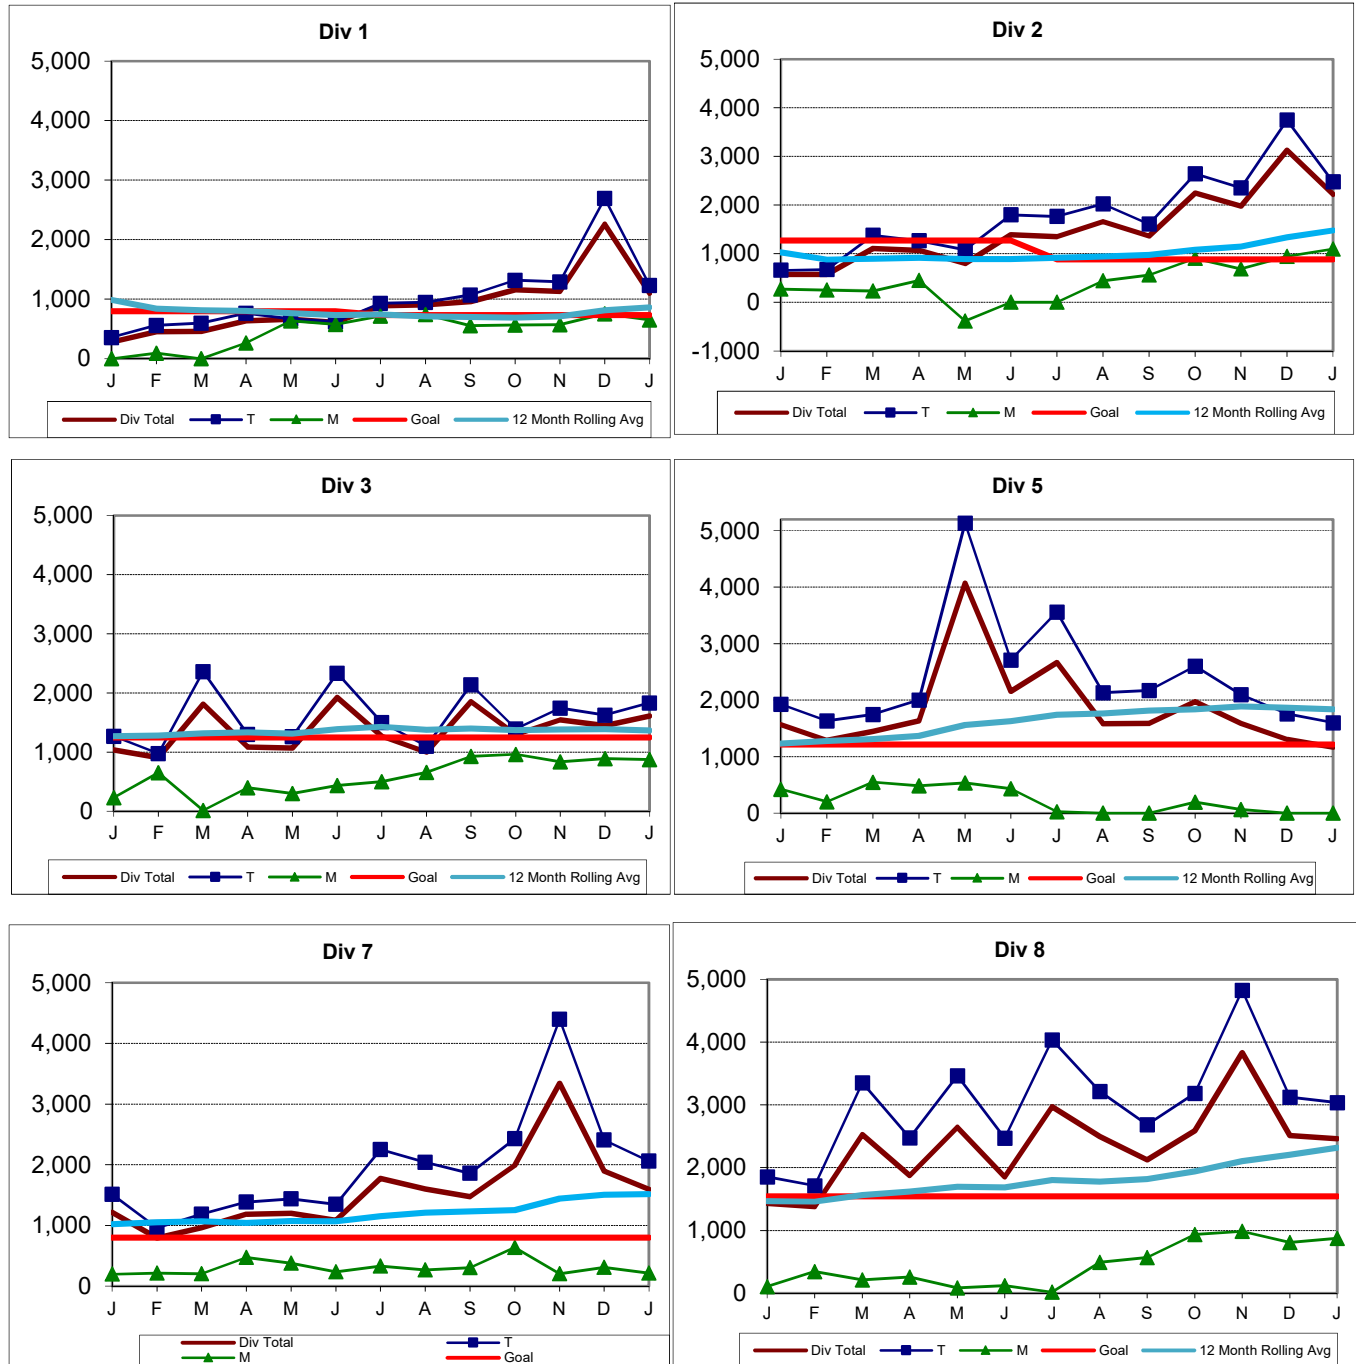 Div 1
5,000
4,000
3,000
2,000
1,000
0
J F M A M J J A S O N D J
Div Total T M Goal 12 Month Rolling Avg
Div 2
5,000
4,000
3,000
2,000
1,000
0
-1,000
J F M A M J J A S O N D J
Div Total T M Goal 12 Month Rolling Avg
Div 3
5,000
4,000
3,000
2,000
1,000
0
J F M A M J J A S O N D J
Div Total T M Goal 12 Month Rolling Avg
Div 5
5,000
4,000
3,000
2,000
1,000
0
J F M A M J J A S O N D J
Div Total T M Goal 12 Month Rolling Avg
Div 7
5,000
4,000
3,000
2,000
1,000
0
J F M A M J J A S O N D J
Div Total T
M Goal
Div 8
5,000
4,000
3,000
2,000
1,000
0
J F M A M J J A S O N D J
Div Total T M Goal 12 Month Rolling Avg